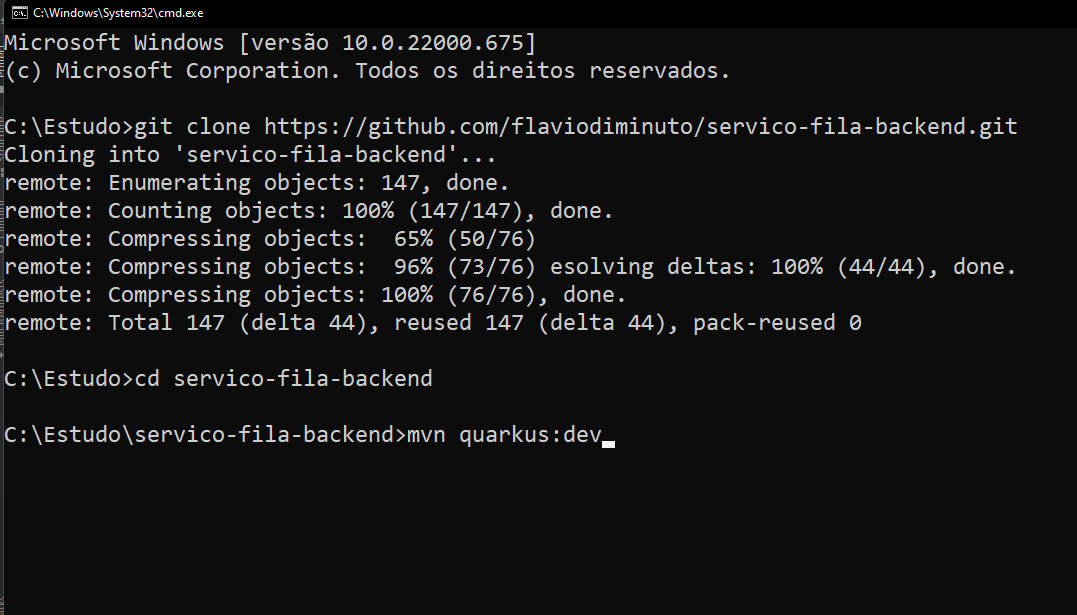 C:\Windows\System32\cmd.exe
Microsoft Windows [versão 10.0.22000.675]
(c) Microsoft Corporation. Todos os direitos reservados.
C:\Estudo>git clone https://github.com/flaviodiminuto/servico-fila-backend.git
Cloning into 'servico-fila-backend'...
remote: Enumerating objects: 147, done.
remote: Counting objects: 100% (147/147), done.
remote: Compressing objects:  65% (50/76)
remote: Compressing objects:  96% (73/76) esolving deltas: 100% (44/44), done.
remote: Compressing objects: 100% (76/76), done.
remote: Total 147 (delta 44), reused 147 (delta 44), pack-reused 0
C:\Estudo>cd servico-fila-backend
C:\Estudo\servico-fila-backend>mvn quarkus:dev